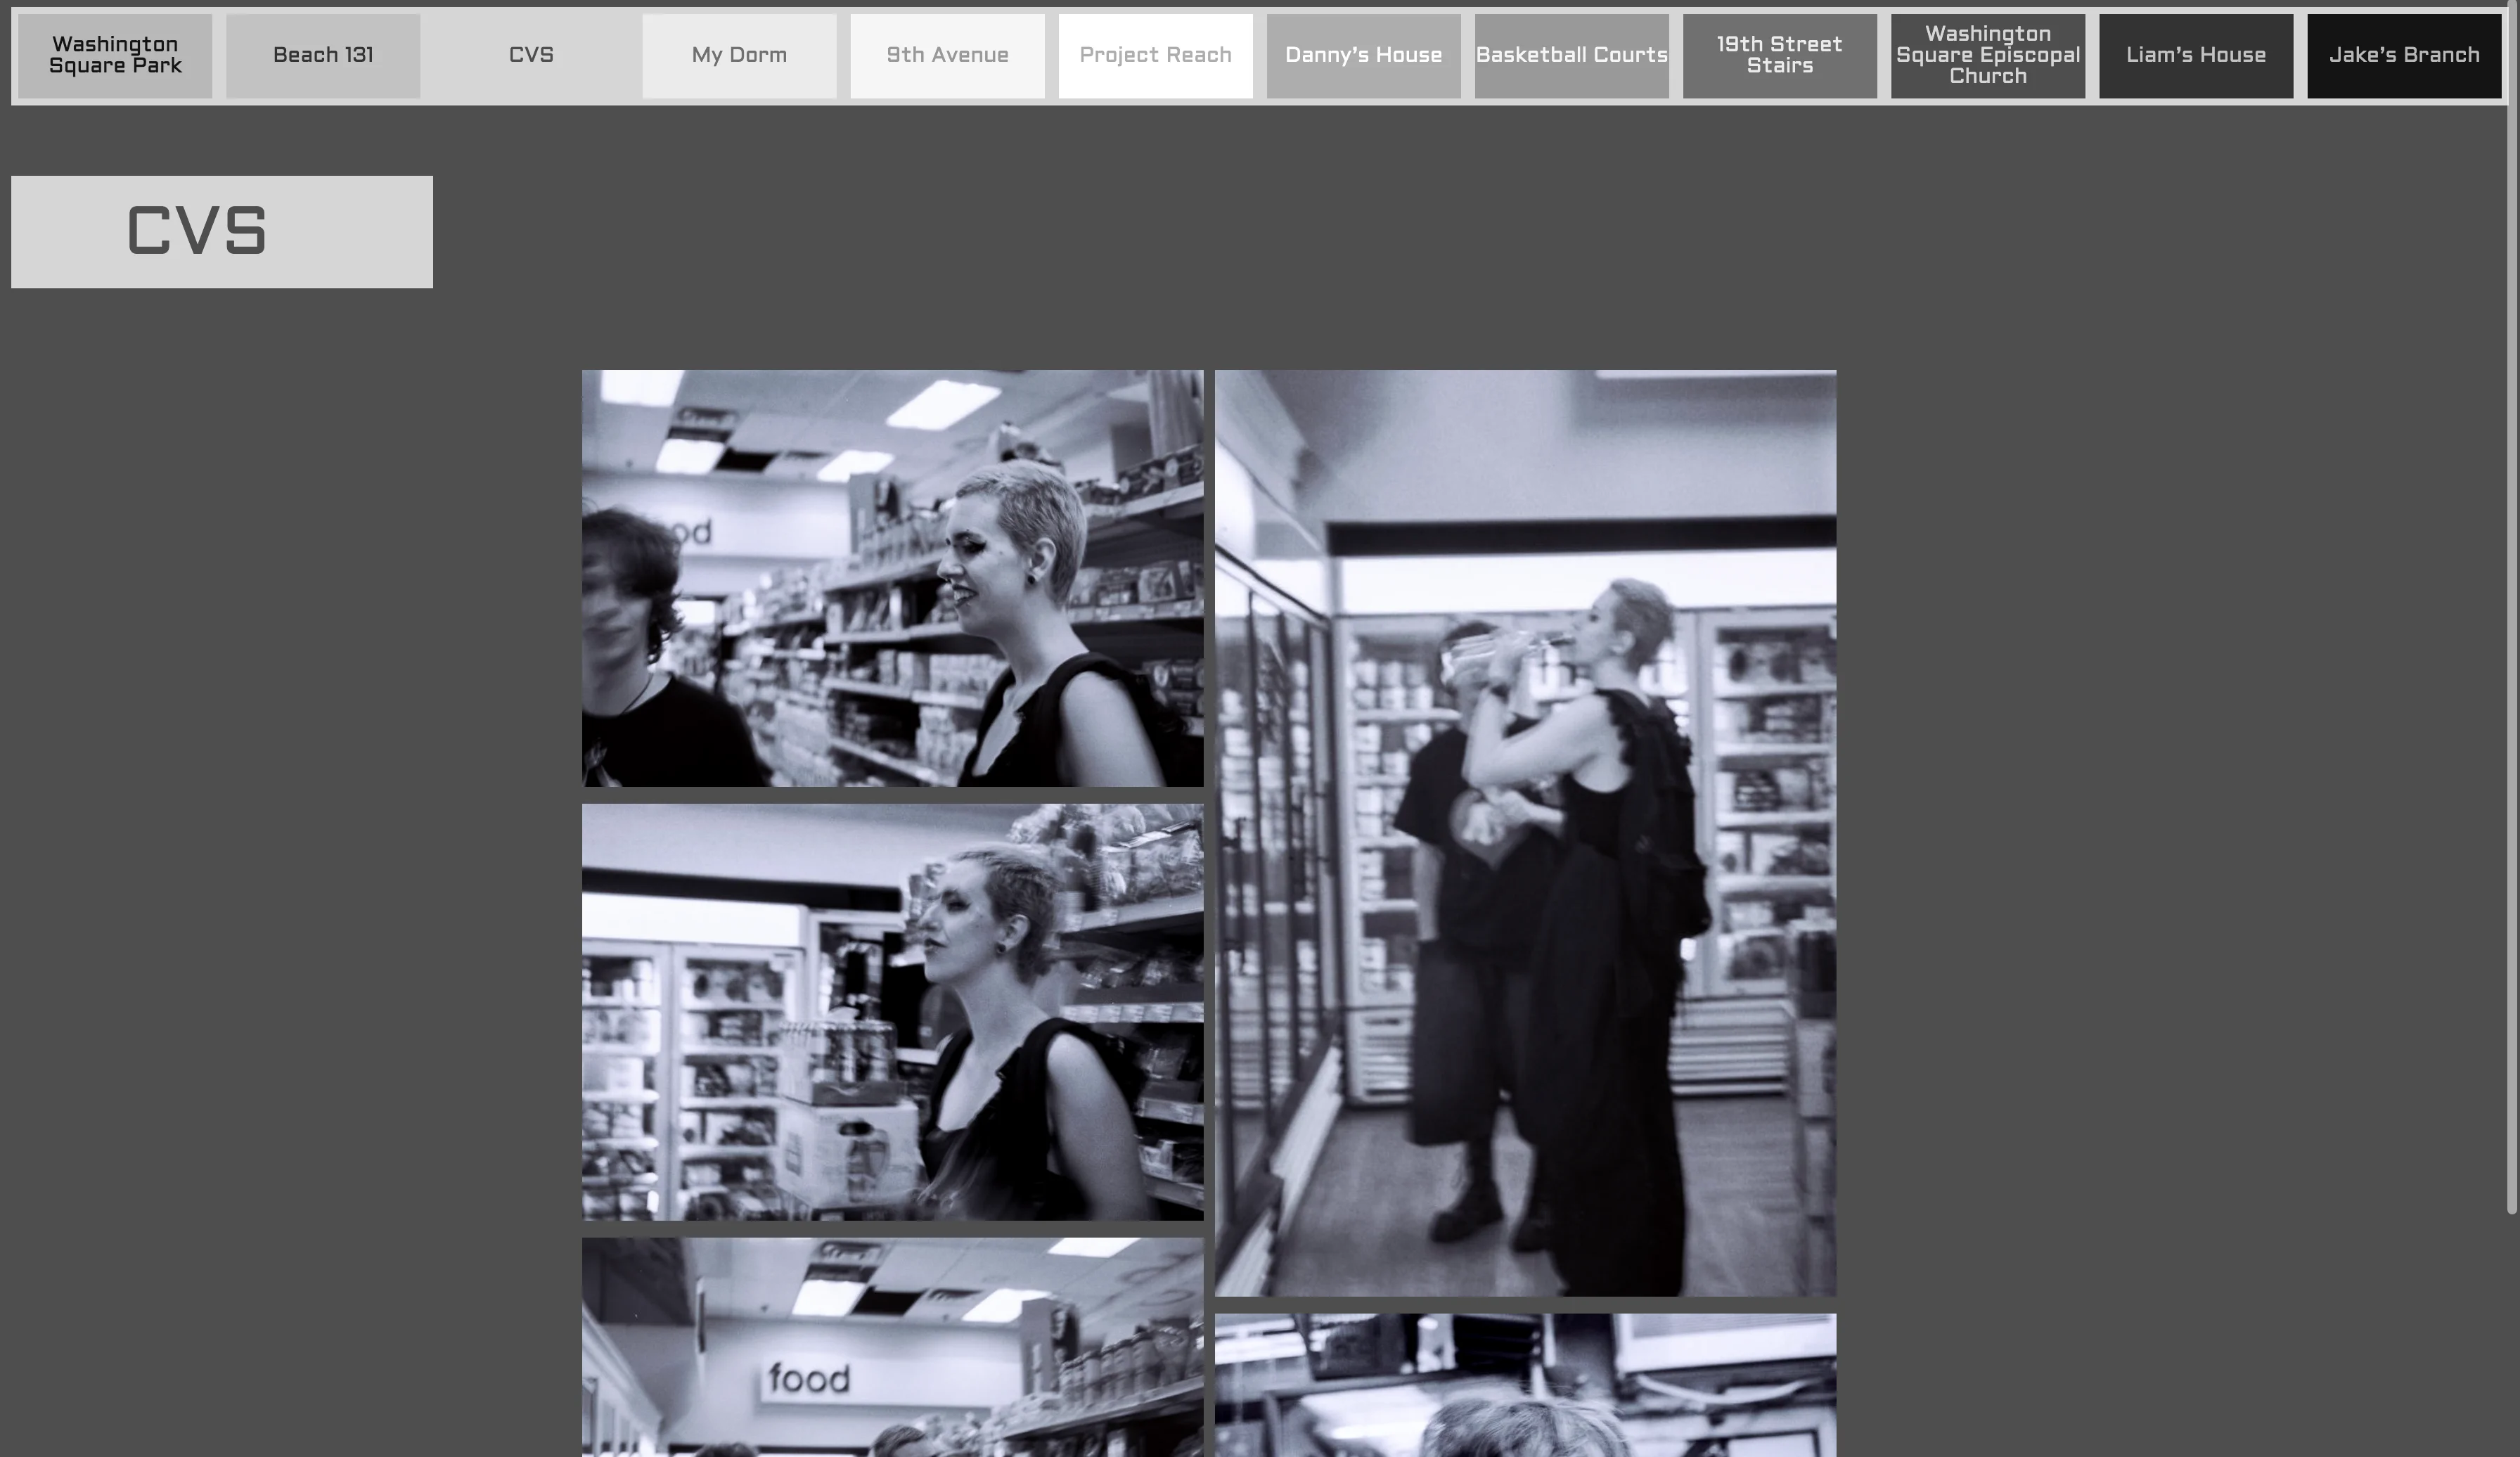 Washington
Square Park
Beach 131
CVS
My Dorm
9th Avenue
Project Reach
Danny's House
Basketball Courts
19th Street
Stairs
Washington
Square Episcopal
Church
Liam's House
Jake's Branch
CVS
od
food